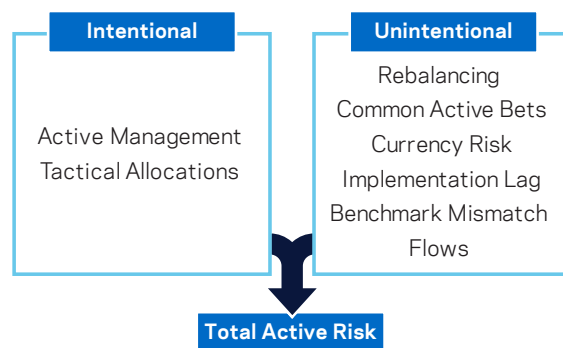 Intentional
Active Management
Tactical Allocations
Unintentional
Rebalancing
Common Active Bets
Currency Risk
Implementation Lag
Benchmark Mismatch
Flows
Total Active Risk